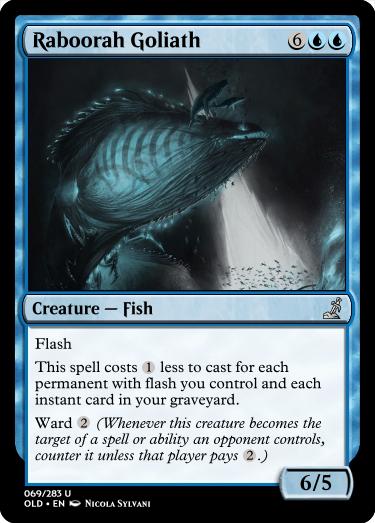 Raboorah Goliath 6
Creature — Fish
Flash
This spell costs 1 less to cast for each
permanent with flash you control and each
instant card in your graveyard.
Ward 2 (Whenever this creature becomes the
target of a spell or ability an opponent controls,
counter it unless that player pays 2.)
6/5
069/283 U
OLD • EN Nicola Sylvani